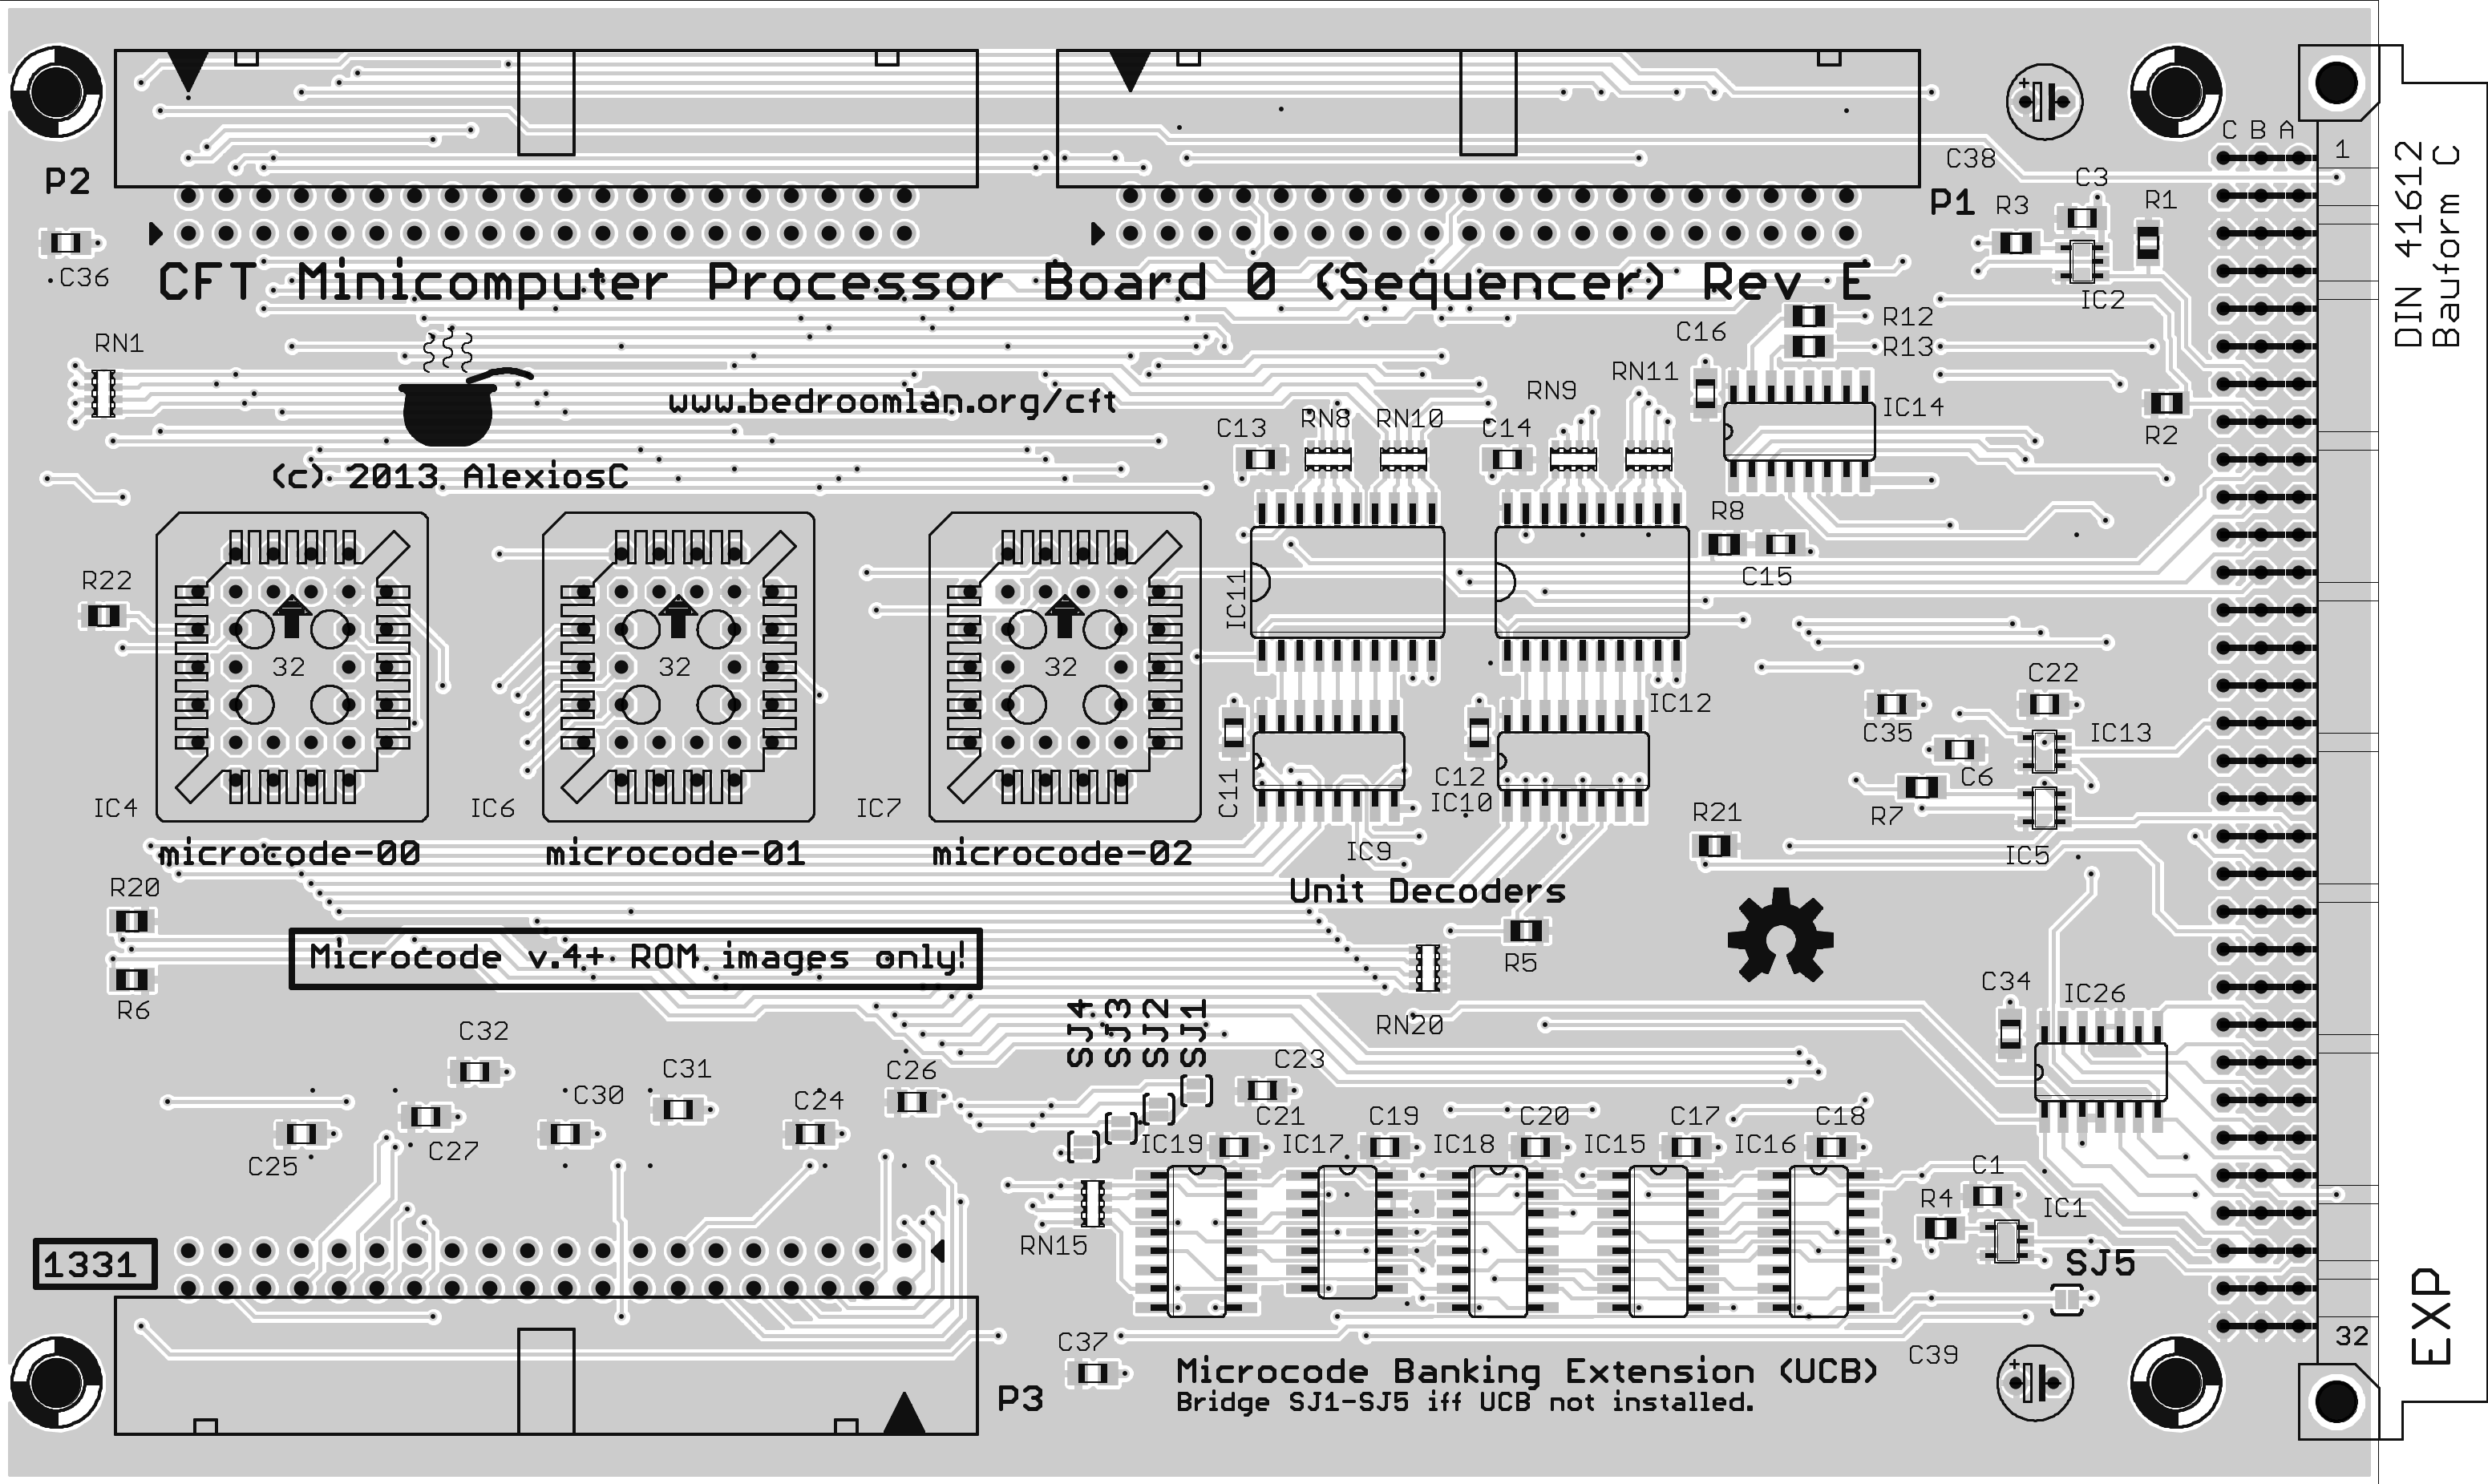 C B A
1
DIN 41612
Bauform C
P2
P1
C38
C3
R3
R1
C36
IC2
CFT Minicomputer Processor Board 0 (Sequencer) Rev E
C16
R12
R13
RN1
RN9
RN11
www.bedroomlan.org/cft
C13
RN8
RN10
C14
IC14
R2
(c) 2013 AlexiosC
R8
C15
R22
IC11
32
32
32
C22
IC12
C35
IC13
C6
IC4
IC6
IC7
C11
C12
IC10
R7
R21
IC9
IC5
microcode-00
microcode-01
microcode-02
Unit Decoders
R20
Microcode v.4+ ROM images only!
R5
R6
C34
IC26
SJ4
SJ3
SJ2
SJ1
RN20
C32
C31
C26
C23
C30
C24
C25
C27
IC19
C21
IC17
C19
IC18
C20
IC15
C17
IC16
C18
C1
R4
IC1
RN15
SJ5
1331
EXP
32
C37
C39
P3
Microcode Banking Extension (UCB)
Bridge SJ1-SJ5 iff UCB not installed.